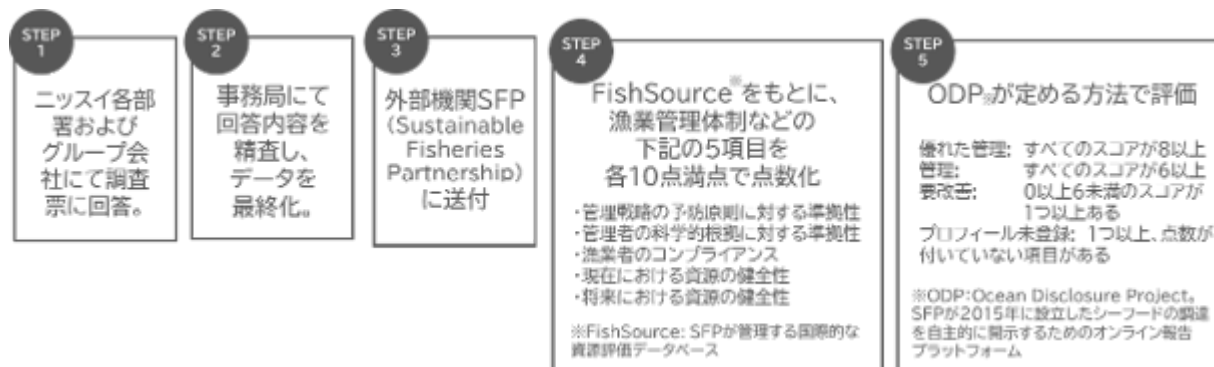 STEP
1
ニッスイ各部
署および
グループ会
社にて調査
票に回答。
STEP
2
事務局にて
回答内容を
精査し、
データを
最終化。
STEP
3
外部機関SFP
(Sustainable
Fisheries
Partnership)
に送付
STEP
4
FishSource※をもとに、
漁業管理体制などの
下記の5項目を
各10点満点で点数化
・管理戦略の予防原則に対する準拠性
・管理者の科学的根拠に対する準拠性
・漁業者のコンプライアンス
・現在における資源の健全性
・将来における資源の健全性
※FishSource: SFPが管理する国際的な
資源評価データベース
STEP
5
ODP※が定める方法で評価
優れた管理: すべてのスコアが8以上
管理: すべてのスコアが6以上
要改善: 0以上6未満のスコアが
1つ以上ある
プロフィール未登録: 1つ以上、点数が
付いていない項目がある
※ODP:Ocean Disclosure Project。
SFPが2015年に設立したシーフードの調達
を自主的に開示するためのオンライン報告
プラットフォーム